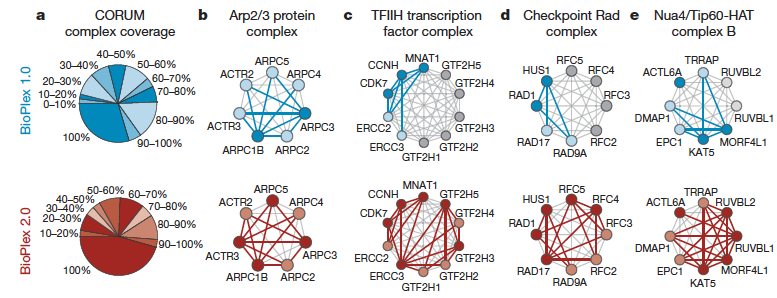 a CORUM complex coverage
b Arp2/3 protein complex
c TFIIH transcription factor complex
d Checkpoint Rad complex
e Nua4/Tip60-HAT complex B
BioPlex 1.0
40–50%
30–40%
50–60%
20–30%
60–70%
10–20%
70–80%
0–10%
80–90%
100%
90–100%
ARPC5
ACTR2
ARPC4
ACTR3
ARPC3
ARPC1B
ARPC2
MNAT1
CCNH
GTF2H5
CDK7
GTF2H4
ERCC2
GTF2H3
ERCC3
GTF2H2
GTF2H1
RFC5
HUS1
RFC4
RAD1
RFC3
RAD17
RFC2
RAD9A
TRRAP
ACTL6A
RUVBL2
DMAP1
RUVBL1
EPC1
MORF4L1
KAT5
BioPlex 2.0
50–60%
40–50%
60–70%
30–40%
70–80%
20–30%
80–90%
10–20%
90–100%
100%
ARPC5
ACTR2
ARPC4
ACTR3
ARPC3
ARPC1B
ARPC2
MNAT1
CCNH
GTF2H5
CDK7
GTF2H4
ERCC2
GTF2H3
ERCC3
GTF2H2
GTF2H1
RFC5
HUS1
RFC4
RAD1
RFC3
RAD17
RFC2
RAD9A
TRRAP
ACTL6A
RUVBL2
DMAP1
RUVBL1
EPC1
MORF4L1
KAT5